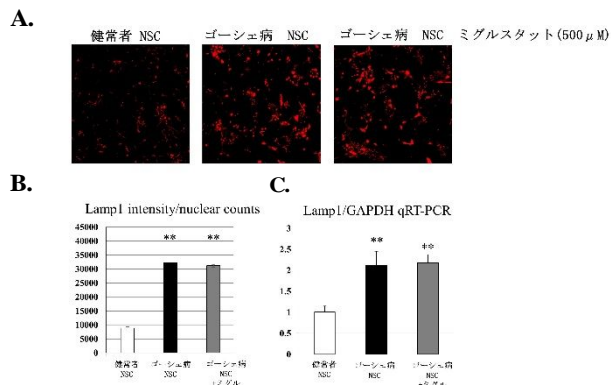 A.
健常者 NSC ゴーシェ病 NSC ゴーシェ病 NSC ミグルスタット(500μM)
B.
C.
Lamp1 intensity/nuclear counts
45000
40000
35000
30000
25000
20000
15000
10000
5000
0
** **
健常者 ゴーシェ病 ゴーシェ病
NSC NSC NSC
+ミグル
Lamp1/GAPDH qRT-PCR
3
2.5
2
1.5
1
0.5
0
** **
健常者 ゴーシェ病 ゴーシェ病
NSC NSC NSC